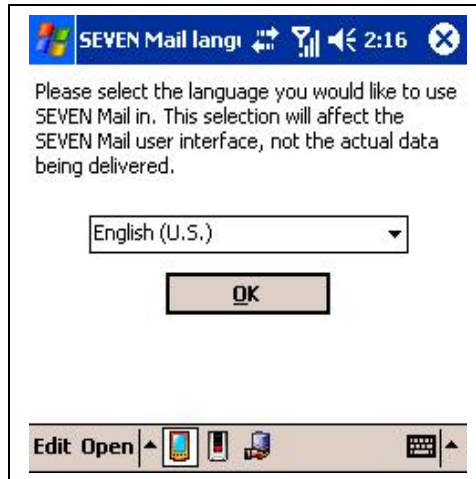 SEVEN Mail langu 2:16
Please select the language you would like to use
SEVEN Mail in. This selection will affect the
SEVEN Mail user interface, not the actual data
being delivered.
English (U.S.)
OK
Edit Open